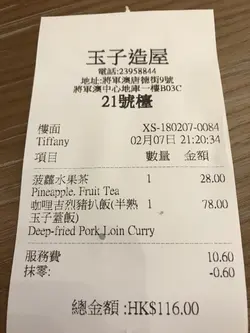 玉子造屋
電話:23958844
地址:將軍澳唐德街9號
將軍澳中心地庫一樓B03C
21號檯
樓面 XS-180207-0084
Tiffany 02月07日 21:20:34
項目 數量 金額
菠蘿水果茶 1 28.00
Pineapple. Fruit Tea
咖哩吉烈豬扒飯(半熟 1 78.00
玉子蓋飯)
Deep-fried Pork Loin Curry
服務費 10.60
抹零: -0.60
總金額:HK$116.00